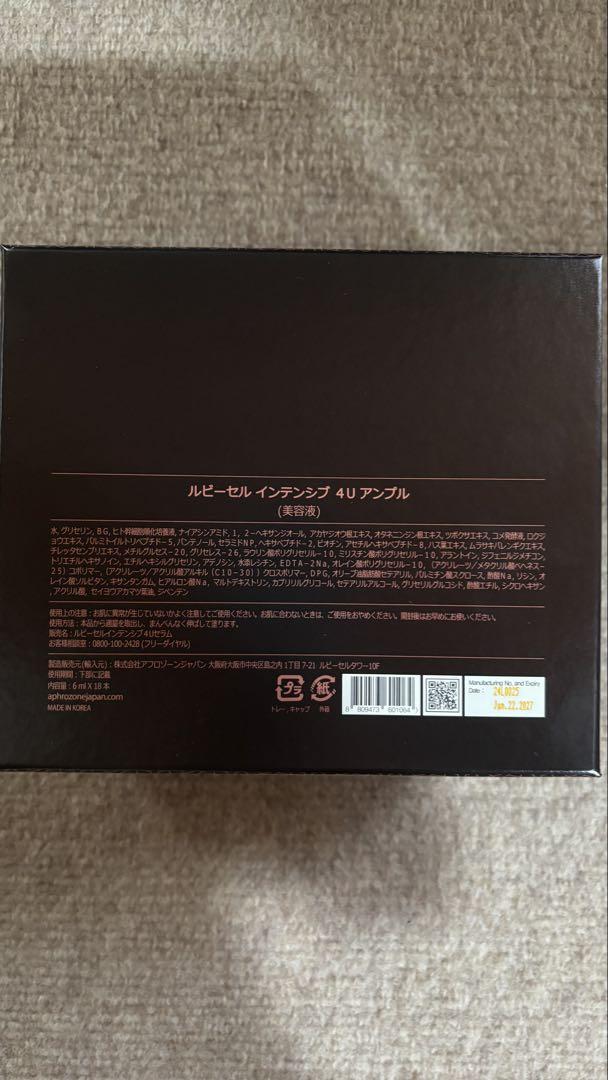 ルビーセル インテンシブ 4U アンプル
(美容液)
水, グリセリン, BG, ヒト幹細胞順化培養液, ナイアシンアミド, 1, 2-ヘキサンジオール, アカヤジオウ根エキス, オタネニンジン根エキス, ツボクサエキス, コメ発酵液, ロクジ
ョウエキス, パルミトイルトリペプチド-5, パンテノール, セラミドNP, ヘキサペプチド-2, ビオチン, アセチルヘキサペプチド-8, ハス葉エキス, ムラサキバレンギクエキス,
チレッタセンブリエキス, メチルグルセス-20, グリセレス-26, ラウリン酸ポリグリセリル-10, ミリスチン酸ポリグリセリル-10, アラントイン, ジフェニルジメチコン,
トリエチルヘキサノイン, エチルヘキシルグリセリン, アデノシン, 水添レシチン, EDTA-2Na, オレイン酸ポリグリセリル-10, (アクリレーツ/メタクリル酸ベヘネス-
25) コポリマー, (アクリレーツ/アクリル酸アルキル (C10-30)) クロスポリマー, DPG, オリーブ油脂肪酸セテアリル, パルミチン酸スクロース, 酢酸Na, リシン, オ
レイン酸ソルビタン, キサンタンガム, ヒアルロン酸Na, マルトデキストリン, カプリリルグリコール, セテアリルアルコール, グリセリルグルコシド, 酢酸エチル, シクロヘキサン
, アクリル酸, セイヨウアカマツ葉油, ジペンテン
使用上の注意 : お肌に異常が生じていないかよく注意してご使用ください。お肌に合わないときは、ご使用をおやめください。開封後はお早めにお使いください。
使用方法 : 本品から適量を取出し、まんべんなく伸ばして塗ります。
販売名 : ルビーセルインテンシブ4Uセラム
お客様相談室 : 0800-100-2428 (フリーダイヤル)
製造販売元 (輸入元) : 株式会社アフロゾーンジャパン 大阪府大阪市中央区島之内 1丁目 7-21 ルビーセルタワー10F
使用期間 : 下部に記載
内容量 : 6 ml X 18 本
aphrozonejapan.com
MADE IN KOREA
プラ
トレー, キャップ
紙
外箱
8 809473 601064
Manufacturing No. and Expiry
Date :
24L0025
Jun.22.2027